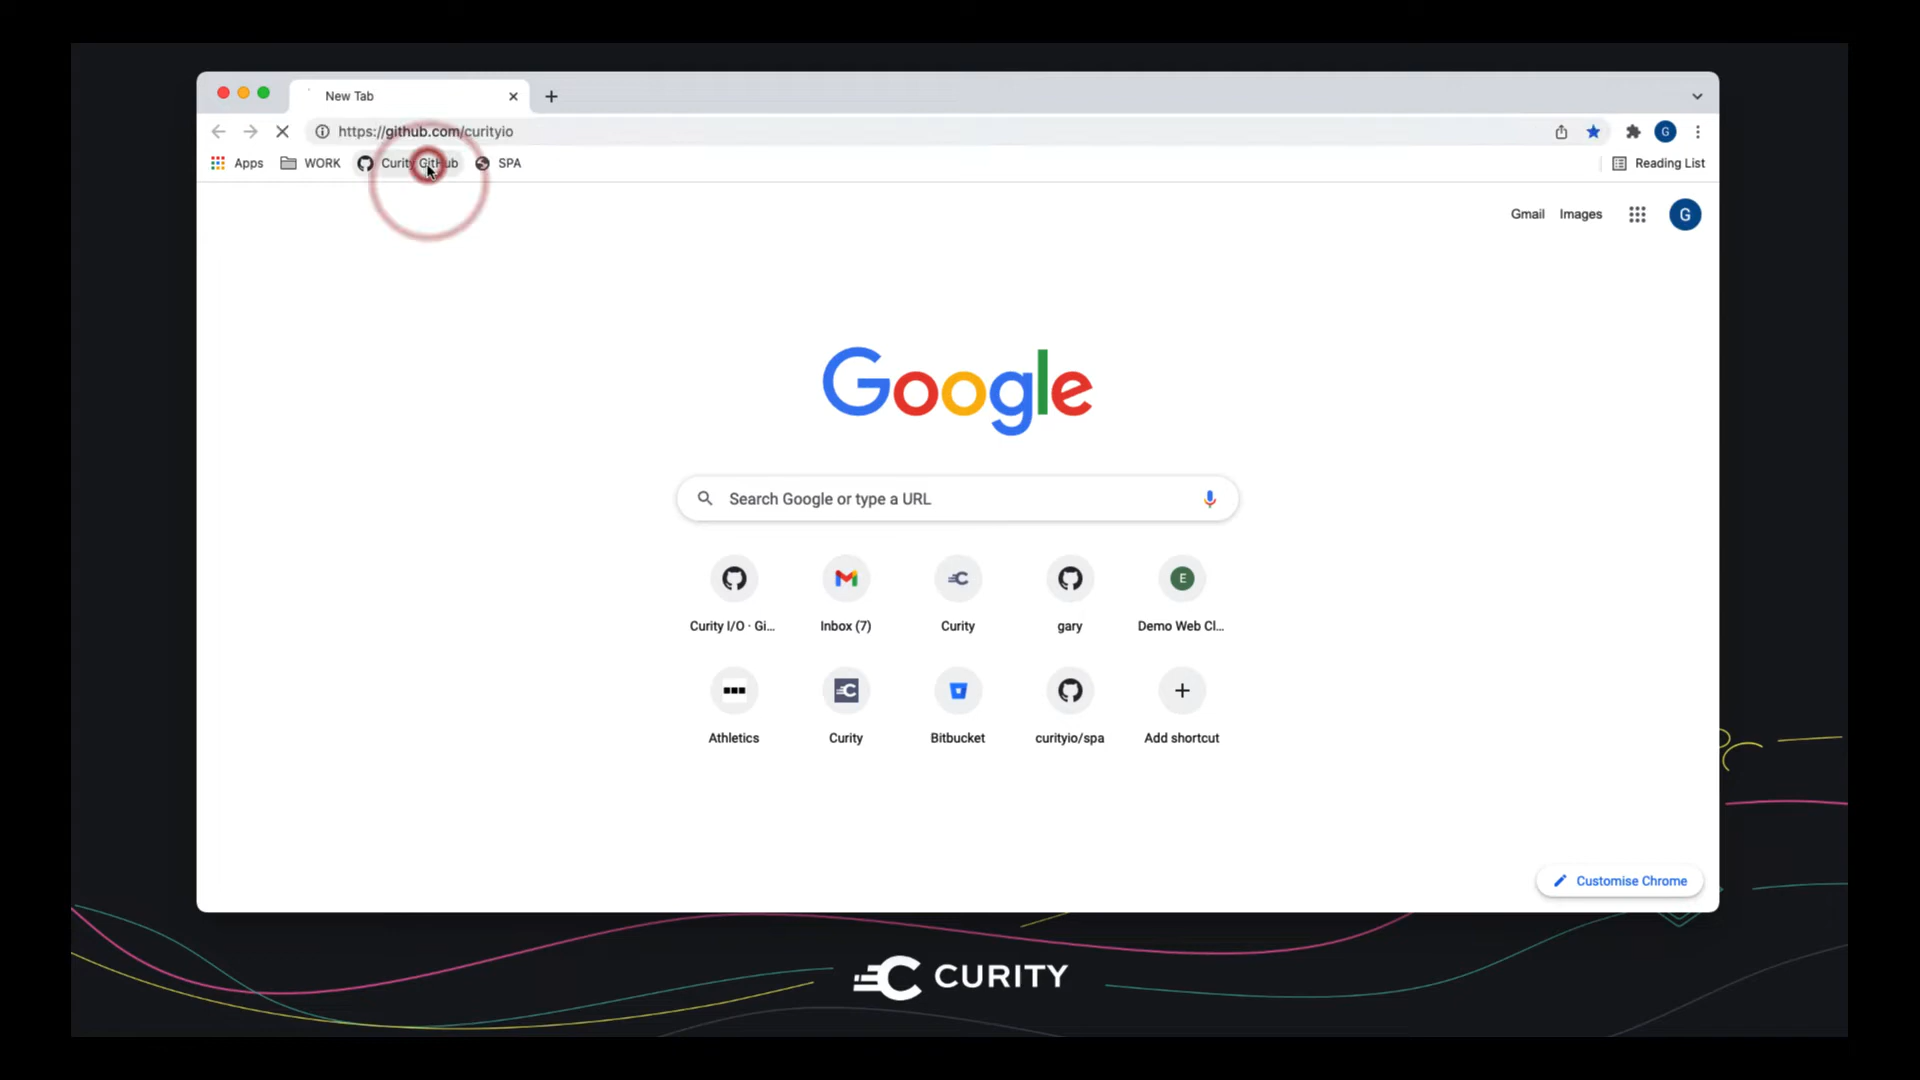 New Tab
https://github.com/curityio
Apps WORK Curity GitHub SPA Reading List
Gmail Images G
Google
Search Google or type a URL
E
Curity I/O · Gi... Inbox (7) Curity gary Demo Web Cl...
Athletics Curity Bitbucket curityio/spa Add shortcut
Customise Chrome
CURITY